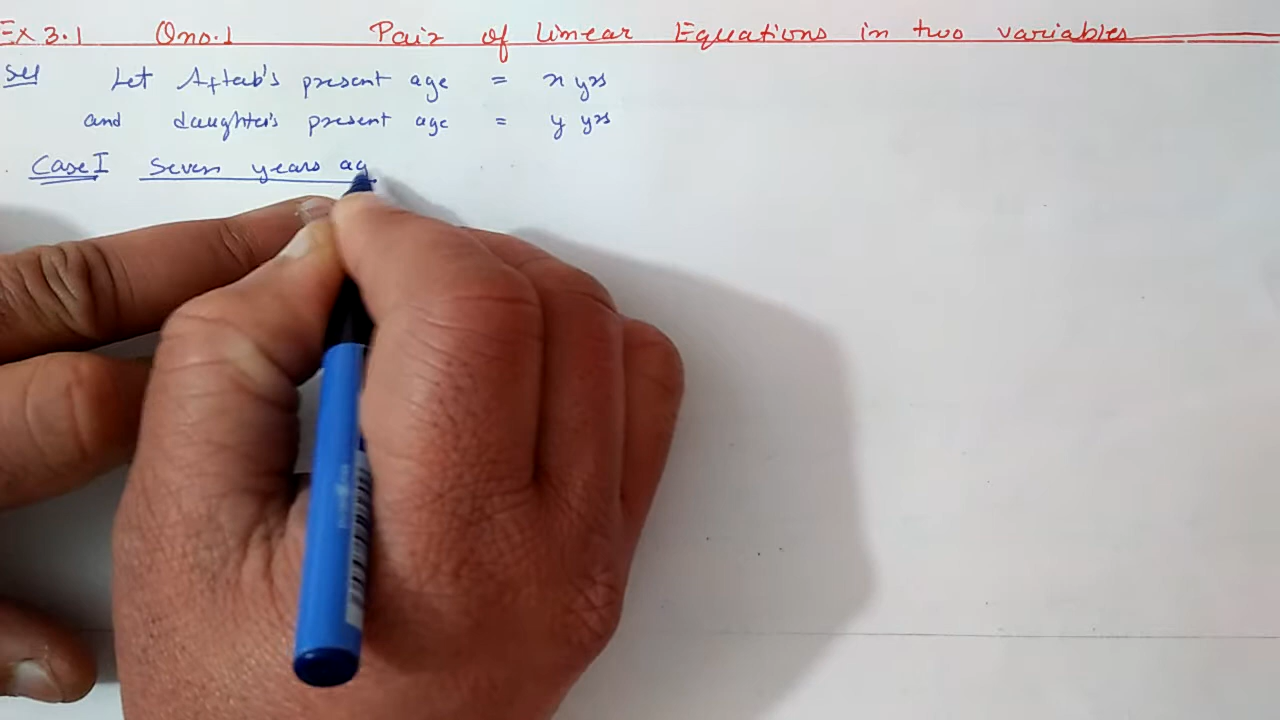 Ex 3.1 Qno.1 Pair of linear Equations in two variables
Sol Let Aftab's present age = x yrs
and daughter's present age = y yrs
Case I Seven years ag